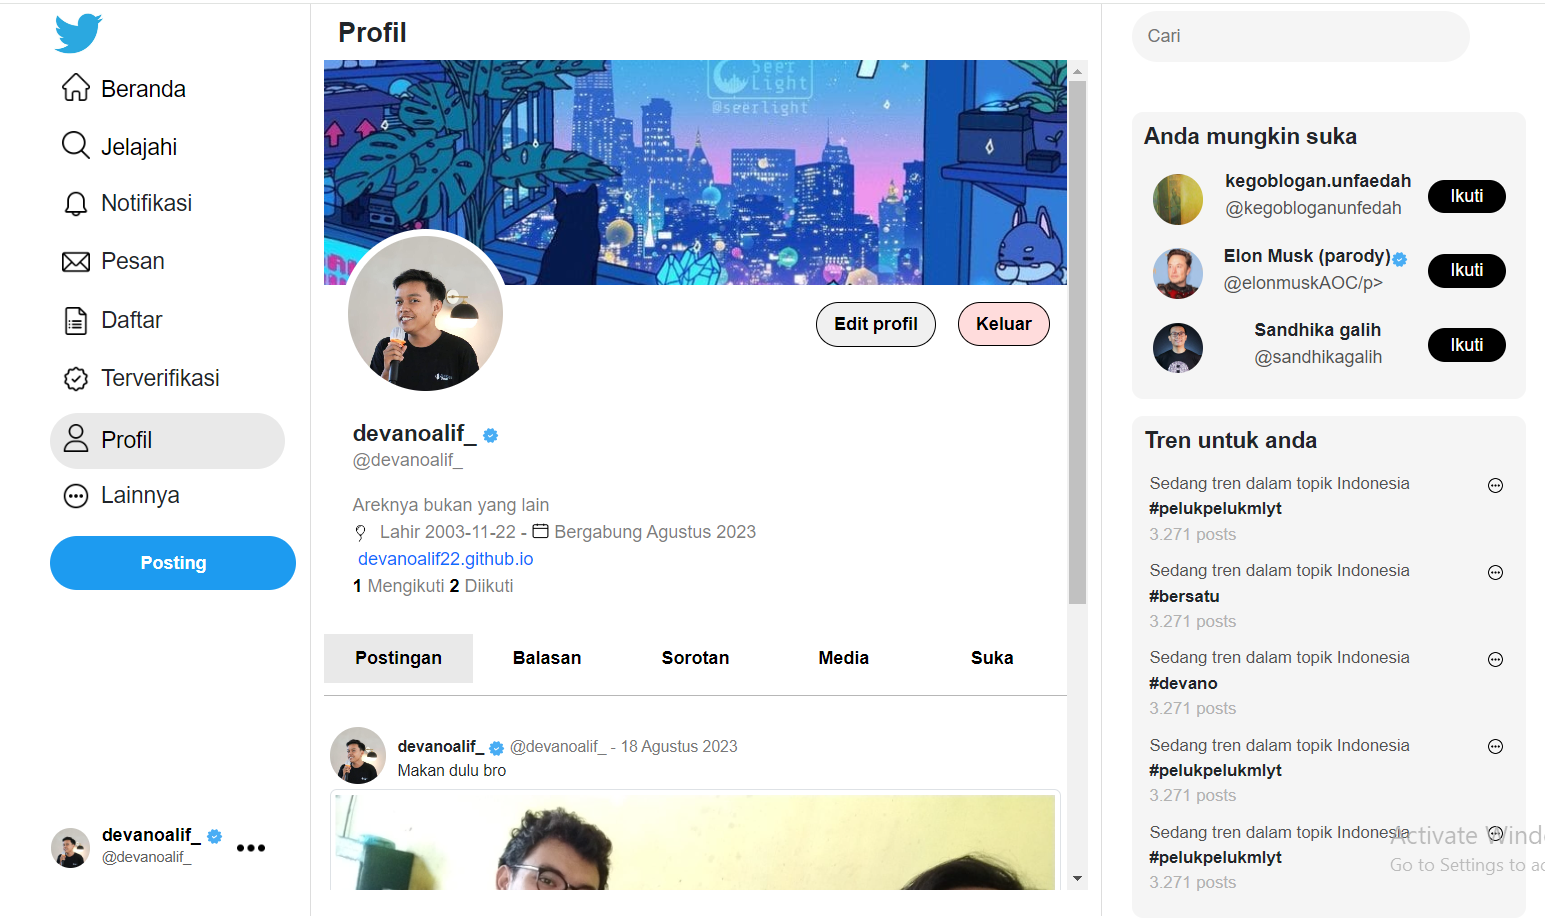 Beranda
Jelajahi
Notifikasi
Pesan
Daftar
Terverifikasi
Profil
Lainnya
Posting
devanoalif_
@devanoalif_
Profil
Seer
Light
@seerlight
Edit profil
Keluar
devanoalif_
@devanoalif_
Areknya bukan yang lain
Lahir 2003-11-22 - Bergabung Agustus 2023
devanoalif22.github.io
1 Mengikuti 2 Diikuti
Postingan Balasan Sorotan Media Suka
devanoalif_ @devanoalif_ - 18 Agustus 2023
Makan dulu bro
Cari
Anda mungkin suka
kegoblogan.unfaedah
@kegobloganunfedah
Ikuti
Elon Musk (parody)
@elonmuskAOC/p>
Ikuti
Sandhika galih
@sandhikagalih
Ikuti
Tren untuk anda
Sedang tren dalam topik Indonesia
#pelukpelukmlyt
3.271 posts
Sedang tren dalam topik Indonesia
#bersatu
3.271 posts
Sedang tren dalam topik Indonesia
#devano
3.271 posts
Sedang tren dalam topik Indonesia
#pelukpelukmlyt
3.271 posts
Sedang tren dalam topik Indonesia
#pelukpelukmlyt
3.271 posts
Activate Wind
Go to Settings to ac